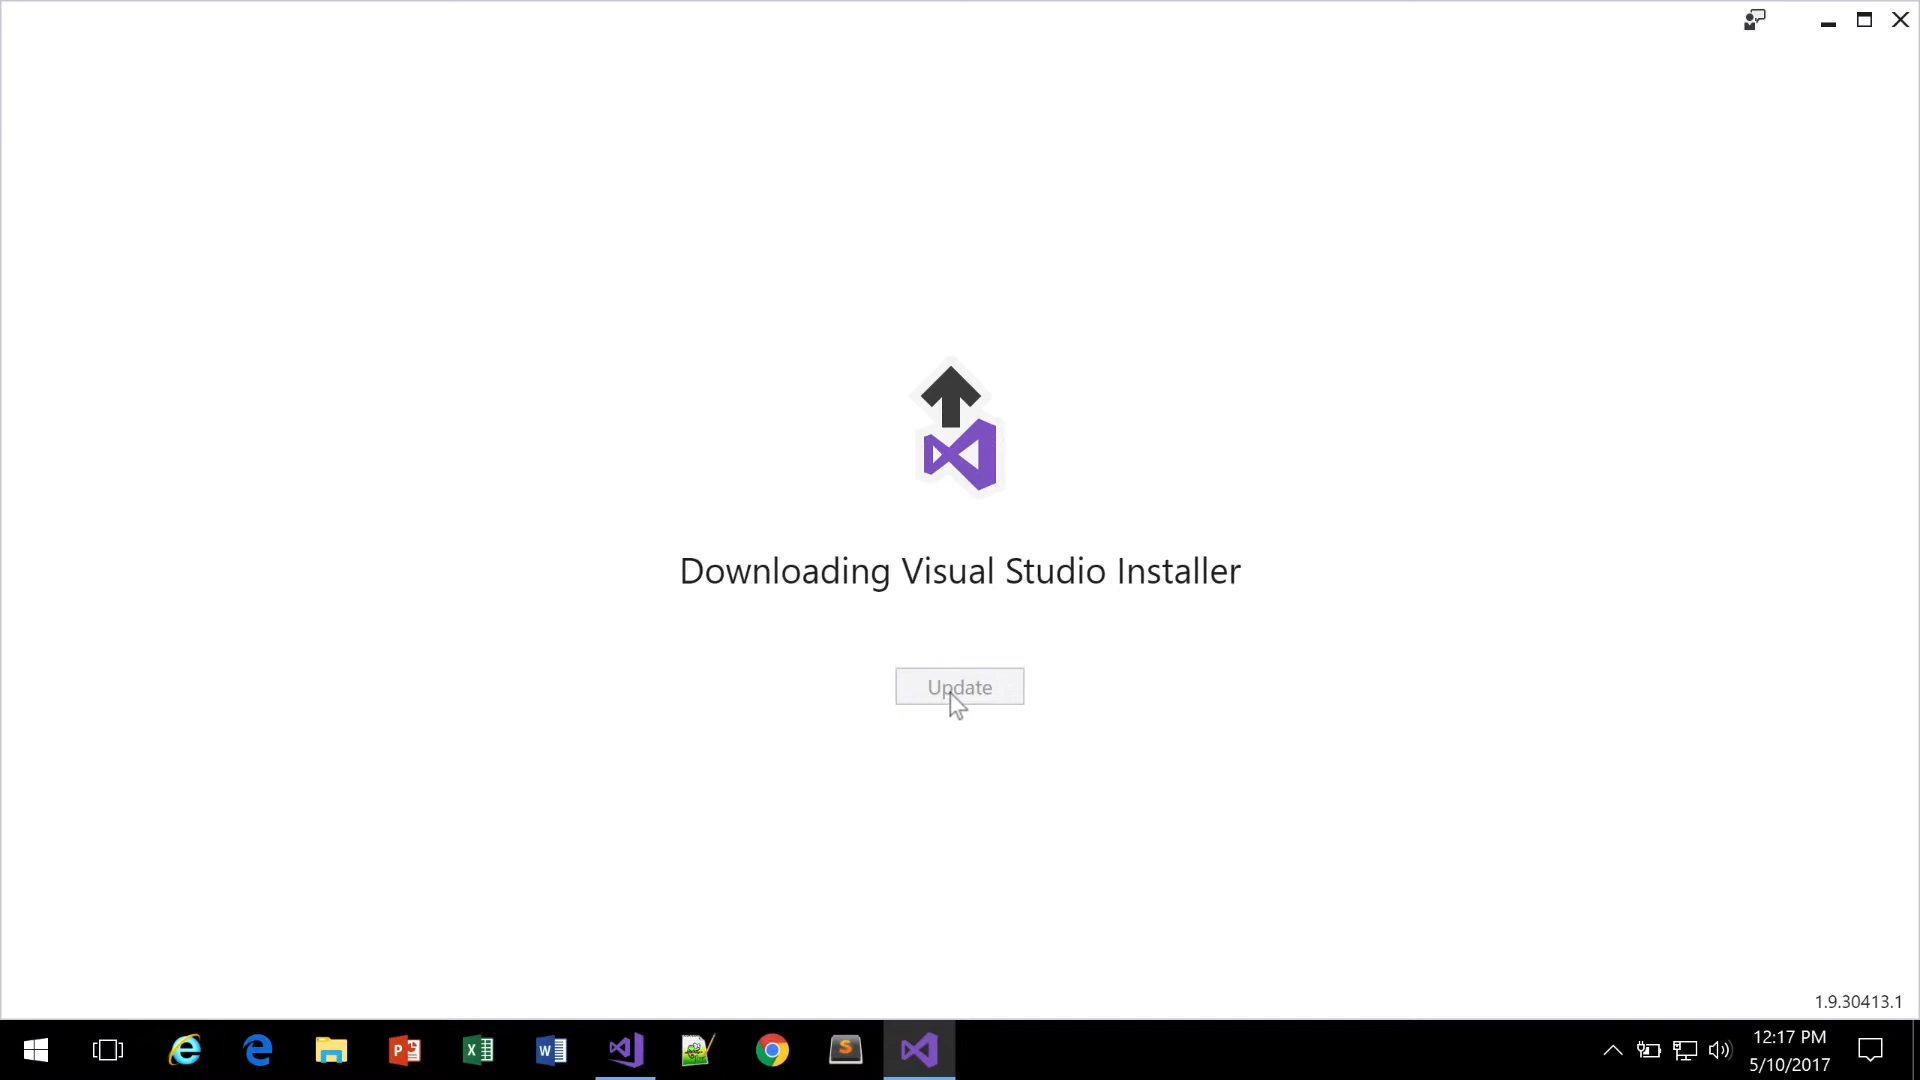 Downloading Visual Studio Installer
Update
1.9.30413.1
12:17 PM
5/10/2017